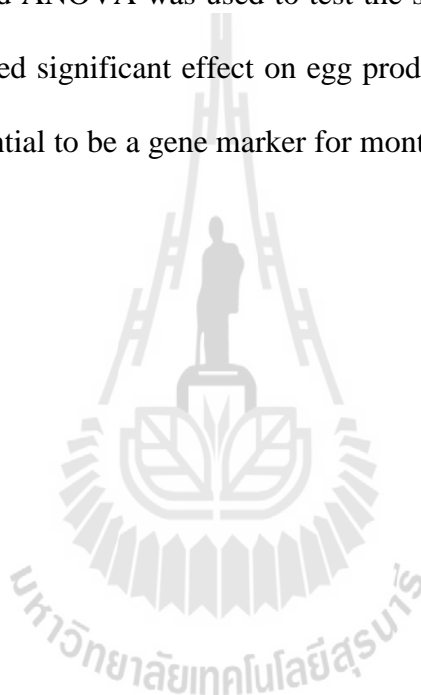 d ANOVA was used to test the s
ed significant effect on egg prod
ntial to be a gene marker for mont
มหาวิทยาลัยเทคโนโลยีสุรนารี